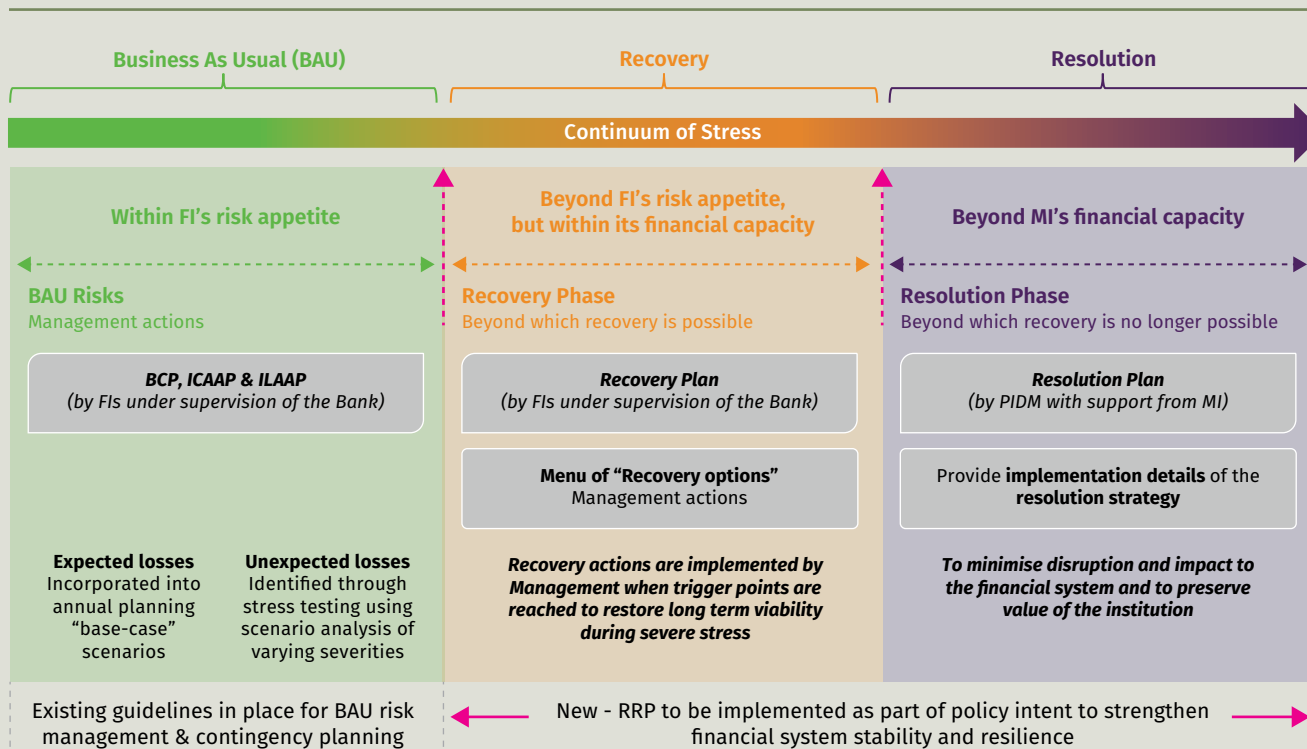 Business As Usual (BAU)
Recovery
Resolution
Continuum of Stress
Within FI’s risk appetite
Beyond FI’s risk appetite,
but within its financial capacity
Beyond MI’s financial capacity
BAU Risks
Management actions
Recovery Phase
Beyond which recovery is possible
Resolution Phase
Beyond which recovery is no longer possible
BCP, ICAAP & ILAAP
(by FIs under supervision of the Bank)
Recovery Plan
(by FIs under supervision of the Bank)
Resolution Plan
(by PIDM with support from MI)
Menu of “Recovery options”
Management actions
Provide implementation details of the
resolution strategy
Expected losses
Incorporated into
annual planning
“base-case”
scenarios
Unexpected losses
Identified through
stress testing using
scenario analysis of
varying severities
Recovery actions are implemented by
Management when trigger points are
reached to restore long term viability
during severe stress
To minimise disruption and impact to
the financial system and to preserve
value of the institution
Existing guidelines in place for BAU risk
management & contingency planning
New - RRP to be implemented as part of policy intent to strengthen
financial system stability and resilience